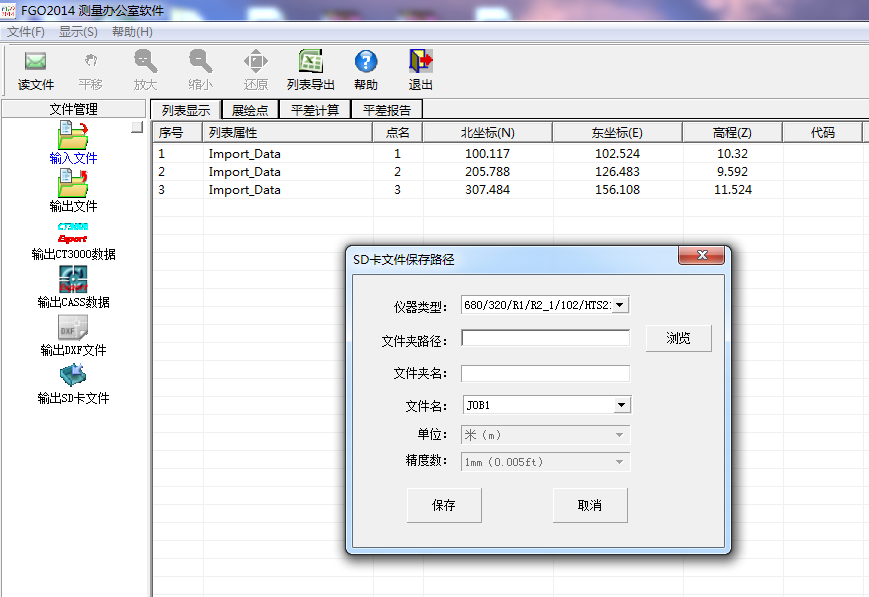 FGO2014 测量办公室软件
文件(F) 显示(S) 帮助(H)
读文件 平移 放大 缩小 还原 列表导出 帮助 退出
文件管理
列表显示 展绘点 平差计算 平差报告
序号 列表属性 点名 北坐标(N) 东坐标(E) 高程(Z) 代码
1 Import_Data 1 100.117 102.524 10.32
2 Import_Data 2 205.788 126.483 9.592
3 Import_Data 3 307.484 156.108 11.524
输入文件
输出文件
CT3000
Export
输出CT3000数据
输出CASS数据
DXF
输出DXF文件
输出SD卡文件
SD卡文件保存路径
仪器类型: 680/320/R1/R2_1/102/HTS2
文件夹路径: 浏览
文件夹名:
文件名: JOB1
单位: 米（m）
精度数: 1mm（0.005ft）
保存 取消